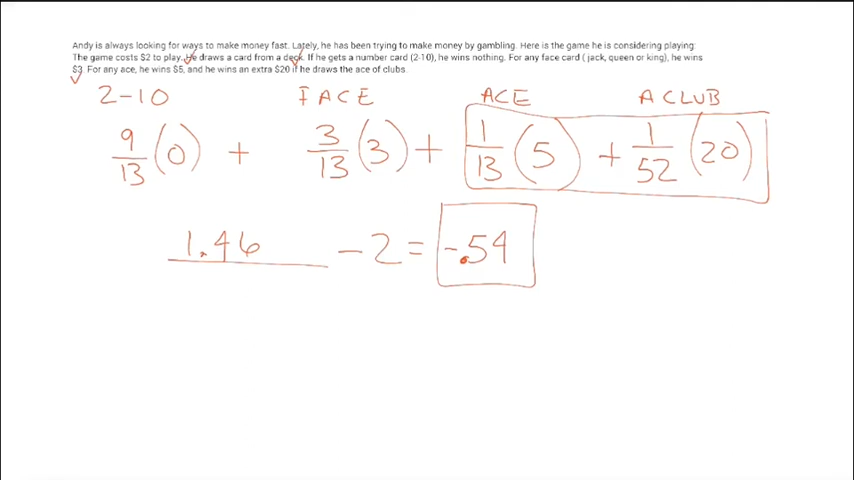 Andy is always looking for ways to make money fast. Lately, he has been trying to make money by gambling. Here is the game he is considering playing:
The game costs $2 to play. He draws a card from a deck. If he gets a number card (2-10), he wins nothing. For any face card ( jack, queen or king), he wins
$3. For any ace, he wins $5, and he wins an extra $20 if he draws the ace of clubs.
2-10 FACE ACE A CLUB
9/13 (0) + 3/13 (3) + 1/13 (5) + 1/52 (20)
1.46 - 2 = -.54